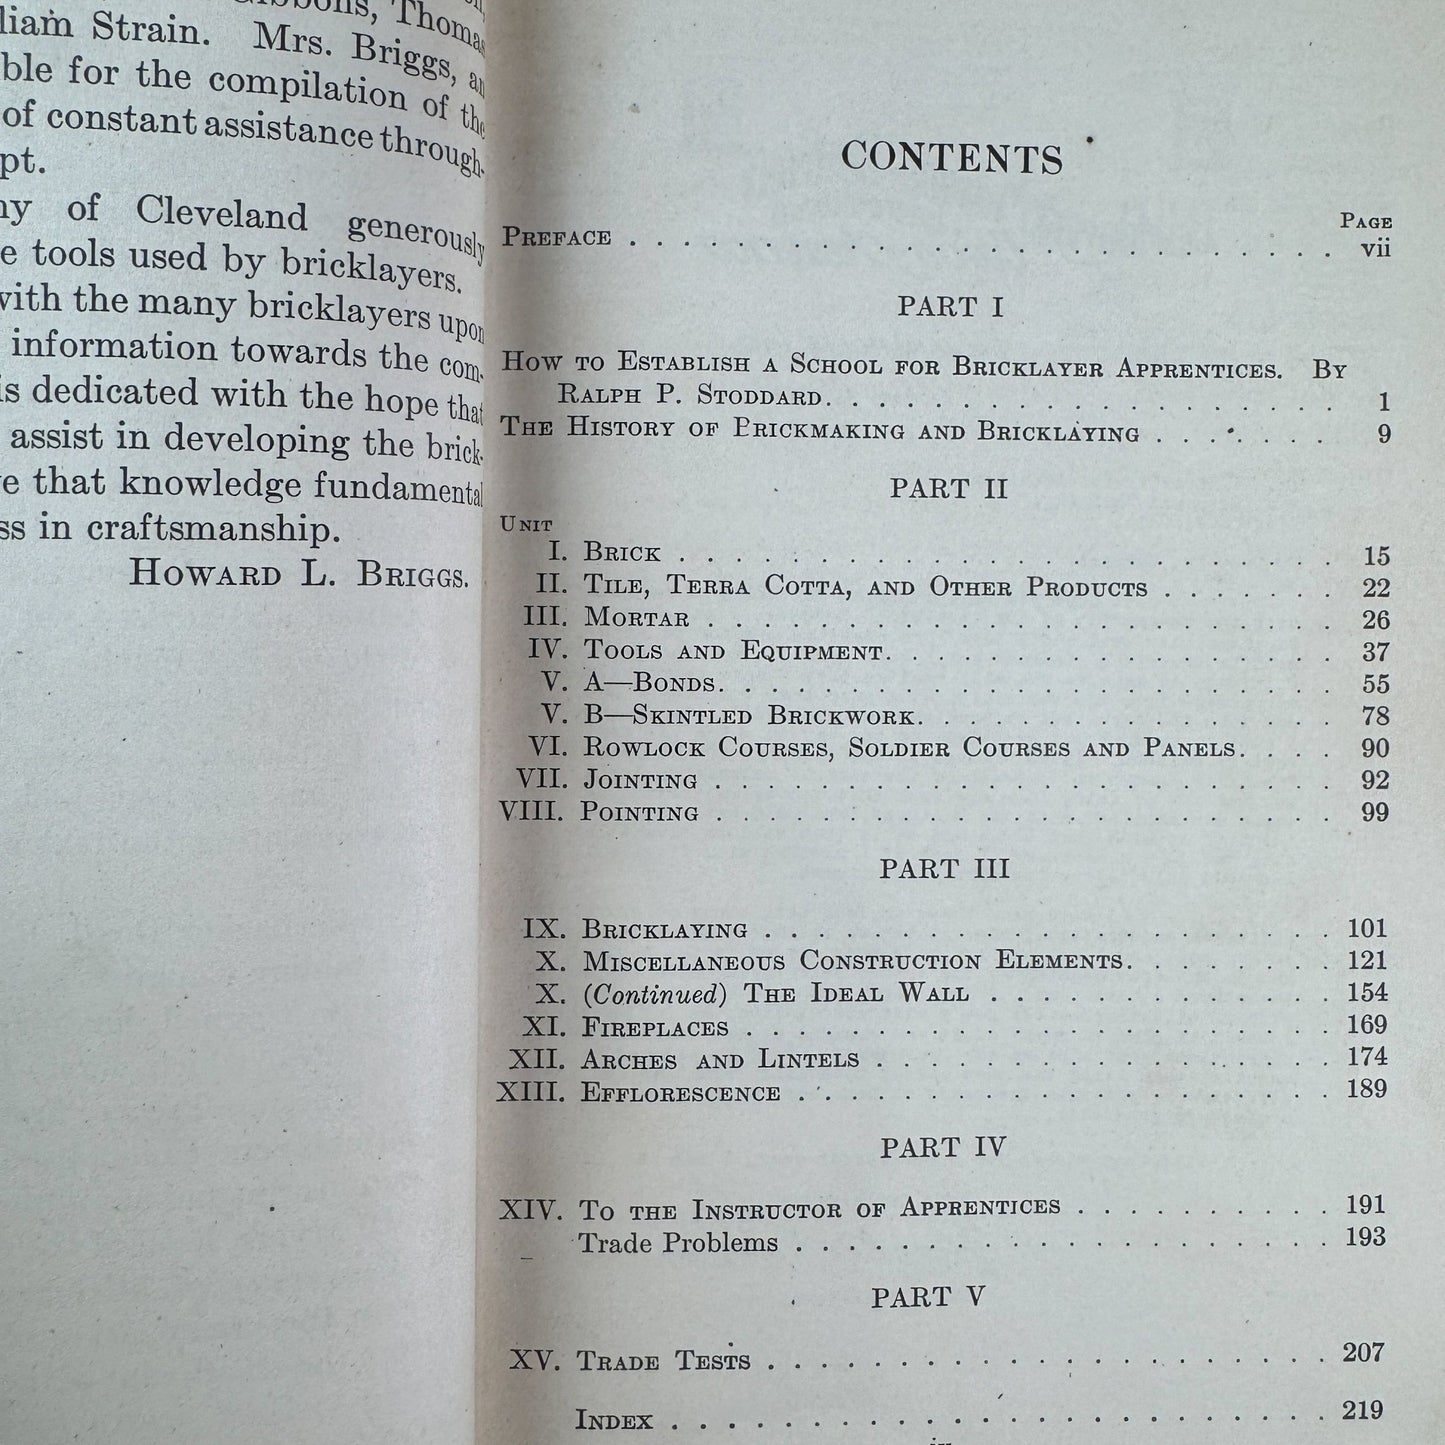 Gibbons, Thomas
liam Strain. Mrs. Briggs, an
ble for the compilation of the
of constant assistance through-
pt.
ny of Cleveland generously
e tools used by bricklayers.
with the many bricklayers upon
information towards the com-
is dedicated with the hope that
assist in developing the brick-
e that knowledge fundamental
ss in craftsmanship.
HOWARD L. BRIGGS.
CONTENTS
PAGE
PREFACE . . . . . . . . . . . . . . . . . . . . . . . . . . vii
PART I
HOW TO ESTABLISH A SCHOOL FOR BRICKLAYER APPRENTICES. BY
RALPH P. STODDARD. . . . . . . . . . . . . . . . . . . 1
THE HISTORY OF BRICKMAKING AND BRICKLAYING . . . . . . . 9
PART II
UNIT
I. BRICK . . . . . . . . . . . . . . . . . . . . . . . . 15
II. TILE, TERRA COTTA, AND OTHER PRODUCTS . . . . . . . 22
III. MORTAR . . . . . . . . . . . . . . . . . . . . . . . 26
IV. TOOLS AND EQUIPMENT. . . . . . . . . . . . . . . . . 37
V. A—BONDS. . . . . . . . . . . . . . . . . . . . . . . 55
V. B—SKINTLED BRICKWORK. . . . . . . . . . . . . . . . 78
VI. ROWLOCK COURSES, SOLDIER COURSES AND PANELS. . . . 90
VII. JOINTING . . . . . . . . . . . . . . . . . . . . . . 92
VIII. POINTING . . . . . . . . . . . . . . . . . . . . . . 99
PART III
IX. BRICKLAYING . . . . . . . . . . . . . . . . . . . . . 101
X. MISCELLANEOUS CONSTRUCTION ELEMENTS. . . . . . . . 121
X. (Continued) THE IDEAL WALL . . . . . . . . . . . . . 154
XI. FIREPLACES . . . . . . . . . . . . . . . . . . . . . 169
XII. ARCHES AND LINTELS . . . . . . . . . . . . . . . . . 174
XIII. EFFLORESCENCE . . . . . . . . . . . . . . . . . . . . 189
PART IV
XIV. TO THE INSTRUCTOR OF APPRENTICES . . . . . . . . . . 191
Trade Problems . . . . . . . . . . . . . . . . . . . . 193
PART V
XV. TRADE TESTS . . . . . . . . . . . . . . . . . . . . . 207
INDEX . . . . . . . . . . . . . . . . . . . . . . . . 219